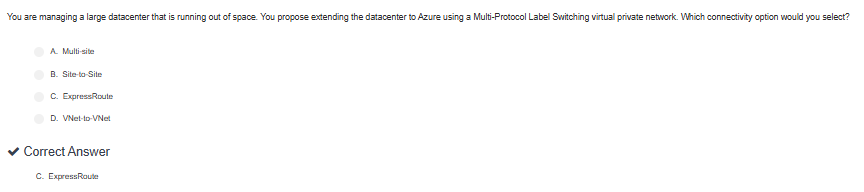 You are managing a large datacenter that is running out of space. You propose extending the datacenter to Azure using a Multi-Protocol Label Switching virtual private network. Which connectivity option would you select?
A. Multi-site
B. Site-to-Site
C. ExpressRoute
D. VNet-to-VNet
✔ Correct Answer
C. ExpressRoute